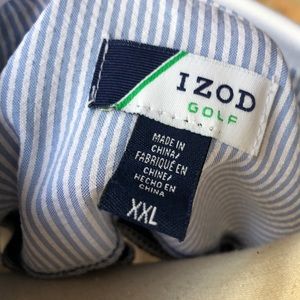 IZOD
GOLF
MADE IN
CHINA/
FABRIQUÉ EN
CHINE/
HECHO EN
CHINA
XXL